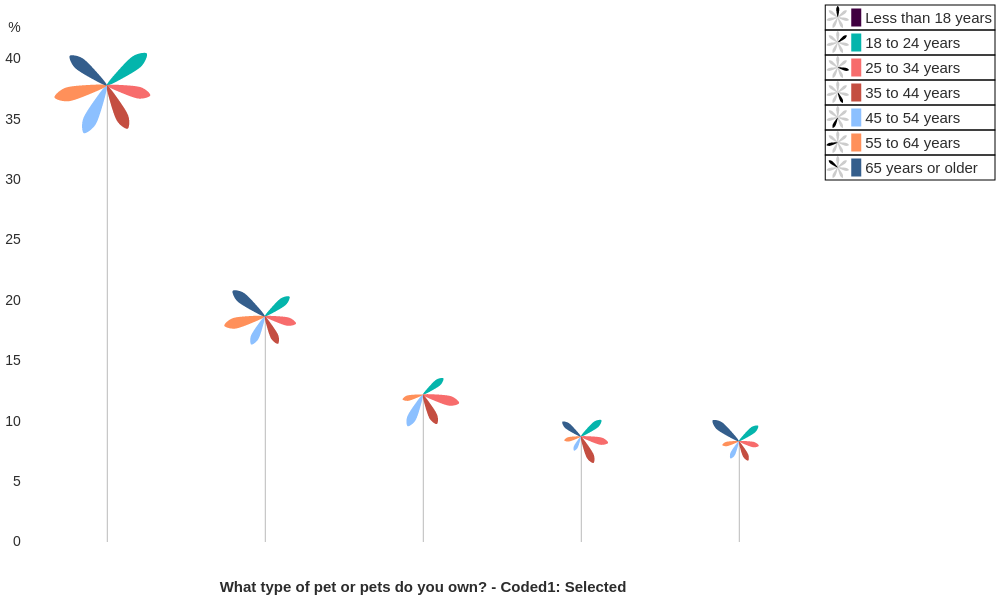 %
40
35
30
25
20
15
10
5
0
What type of pet or pets do you own? - Coded1: Selected
Less than 18 years
18 to 24 years
25 to 34 years
35 to 44 years
45 to 54 years
55 to 64 years
65 years or older